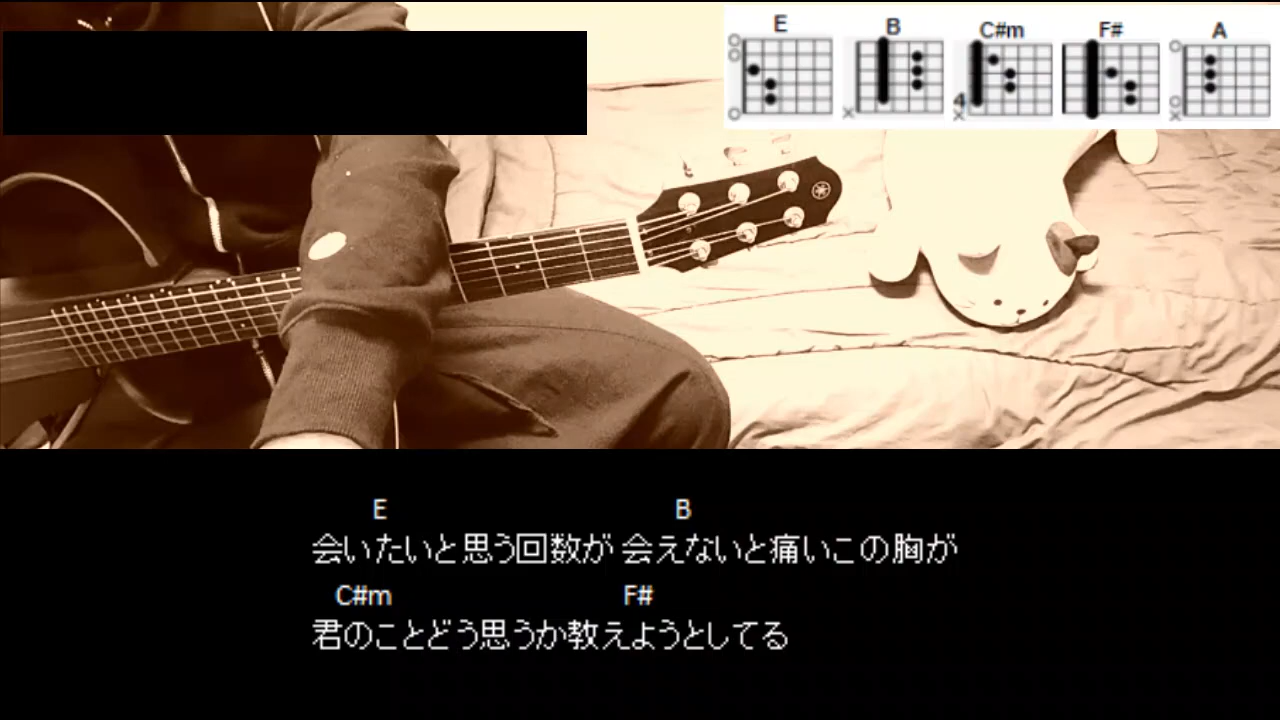 E B C#m F# A
4
E B
会いたいと思う回数が 会えないと痛いこの胸が
C#m F#
君のことどう思うか教えようとしてる